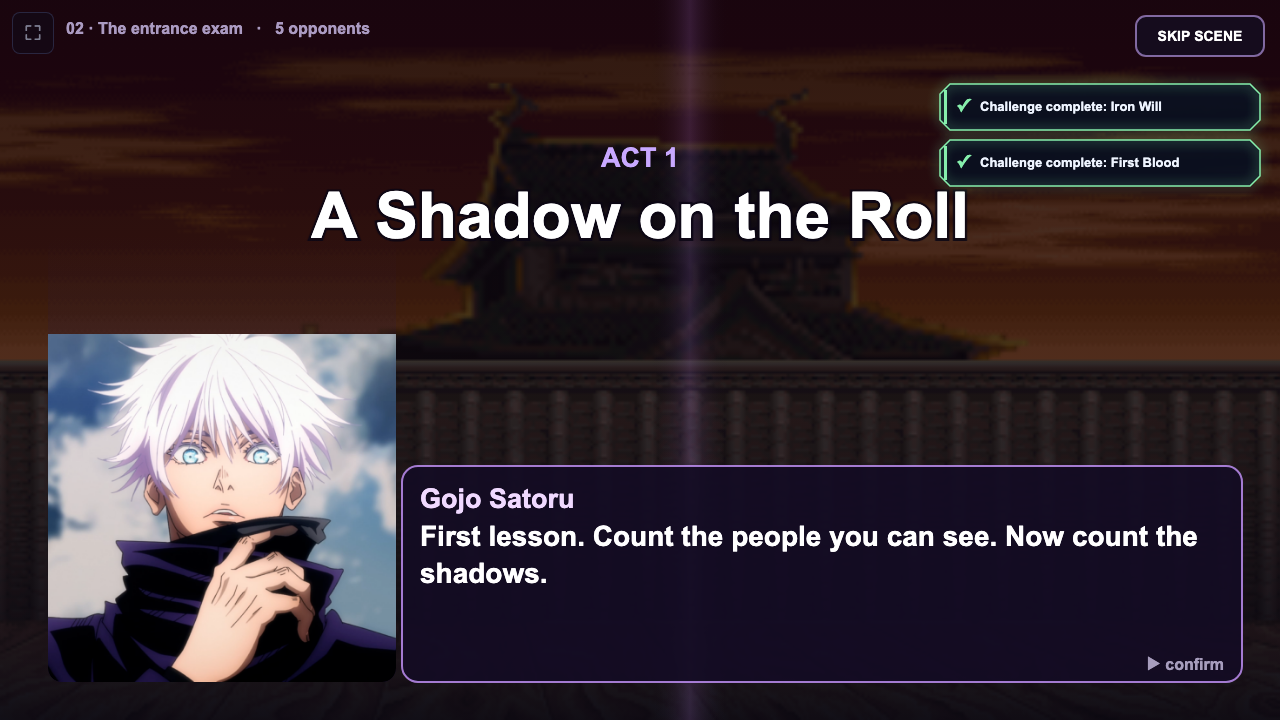 02 · The entrance exam · 5 opponents
SKIP SCENE
✔ Challenge complete: Iron Will
✔ Challenge complete: First Blood
ACT 1
A Shadow on the Roll
Gojo Satoru
First lesson. Count the people you can see. Now count the
shadows.
▶ confirm